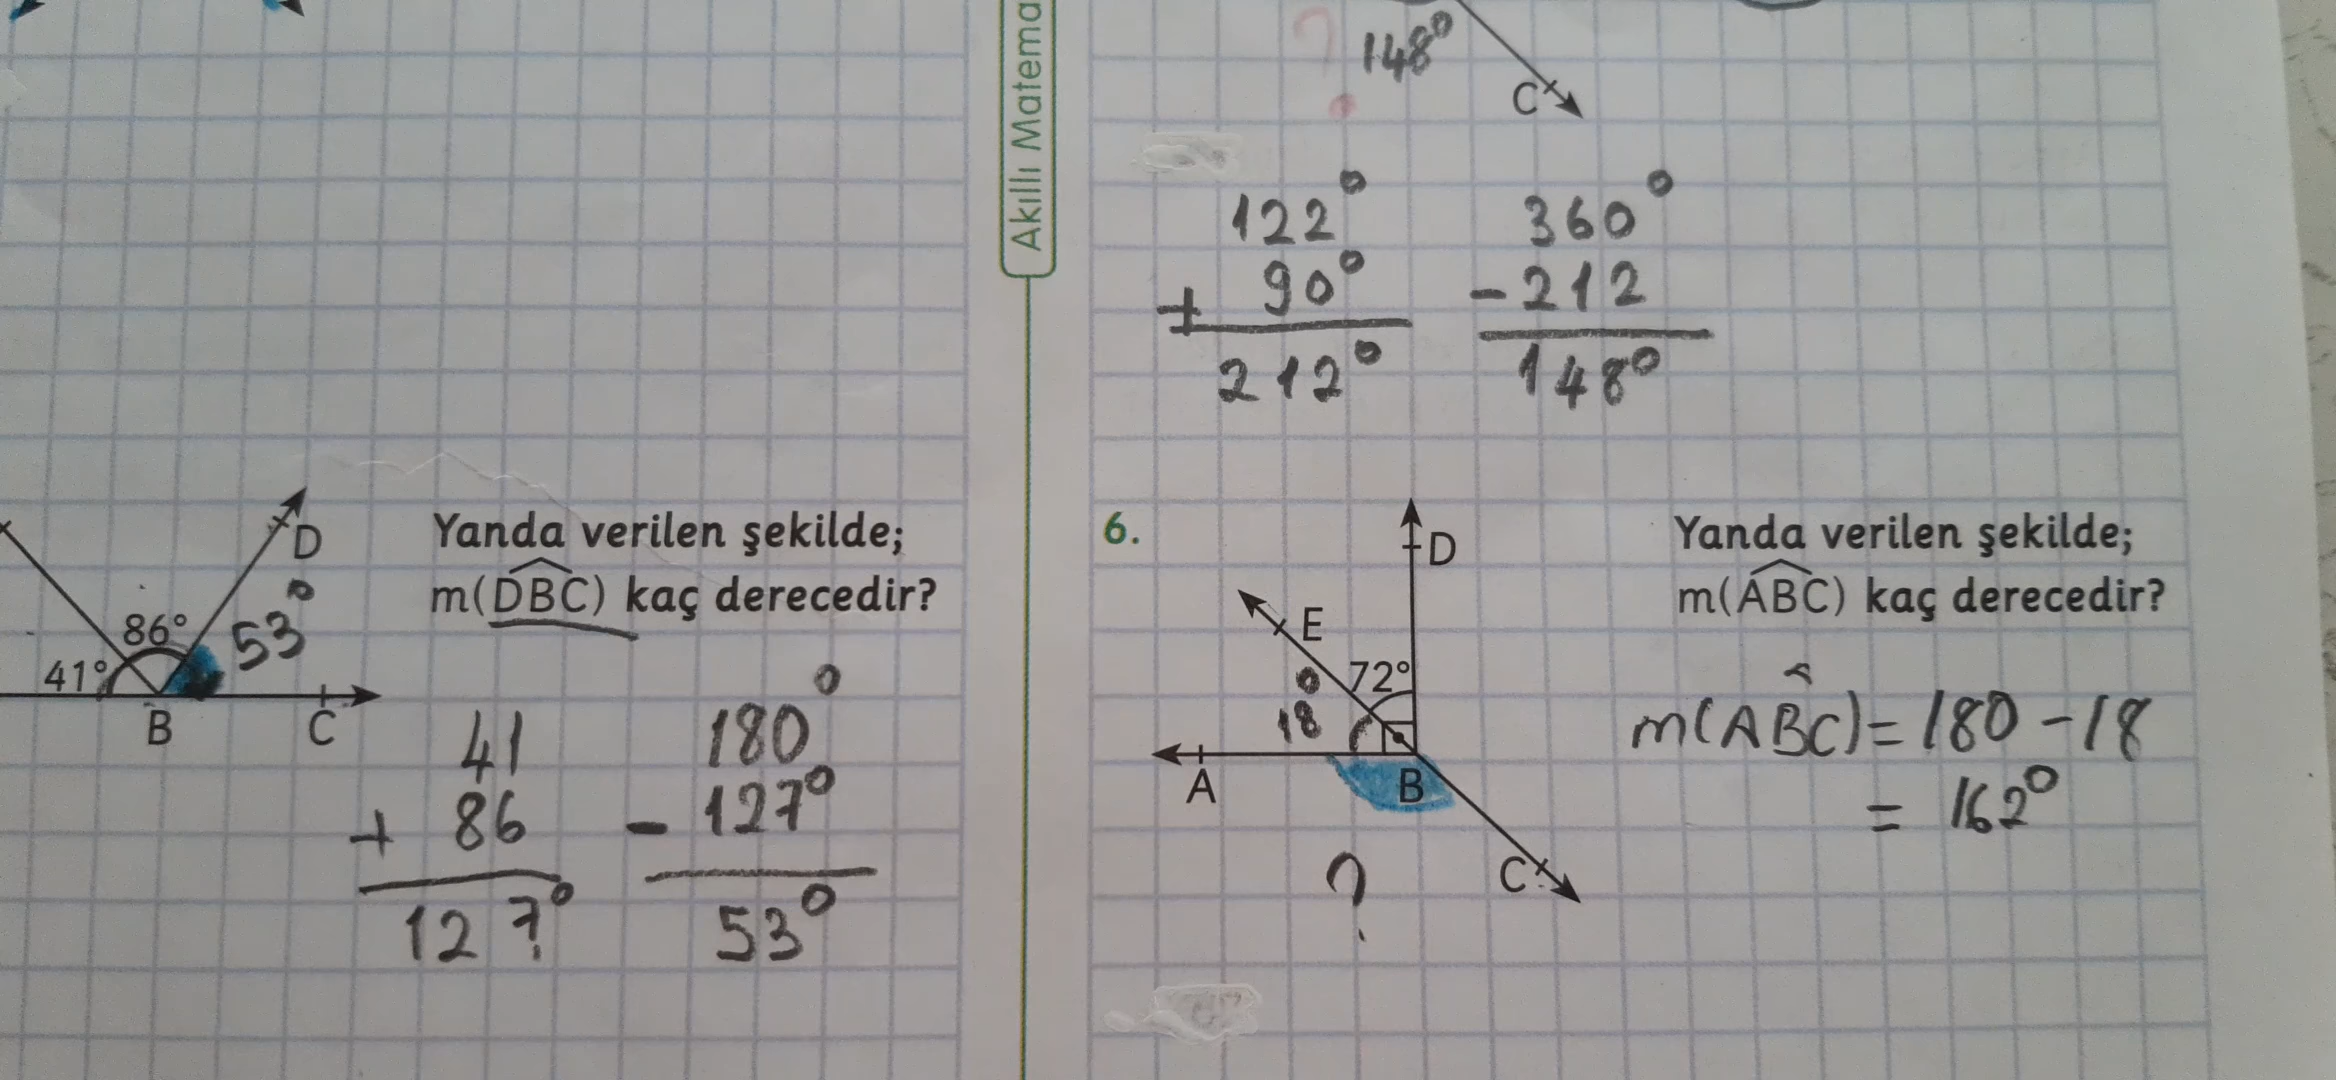 41°
86°
53°
D
B
C
Yanda verilen şekilde;
m(DBC) kaç derecedir?
41
+ 86
127°
180°
- 127°
53°
Akıllı Matema
?
148°
C
122°
+ 90°
212°
360°
- 212
148°
6.
D
E
72°
18°
A
B
C
?
Yanda verilen şekilde;
m(ABC) kaç derecedir?
m(ABC) = 180 - 18
= 162°